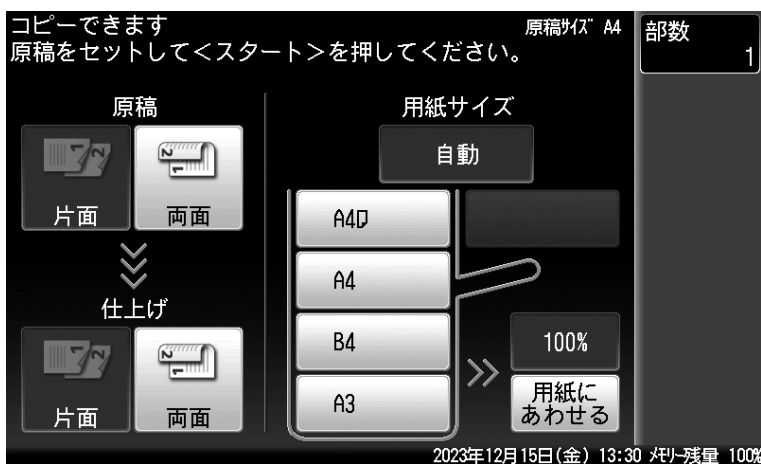 コピーできます
原稿サイズ A4
原稿をセットして<スタート>を押してください。
部数
1
原稿
片面
両面
仕上げ
片面
両面
用紙サイズ
自動
A4
A4
B4
A3
100%
用紙に
あわせる
2023年12月15日(金) 13:30 メモリー残量 100%